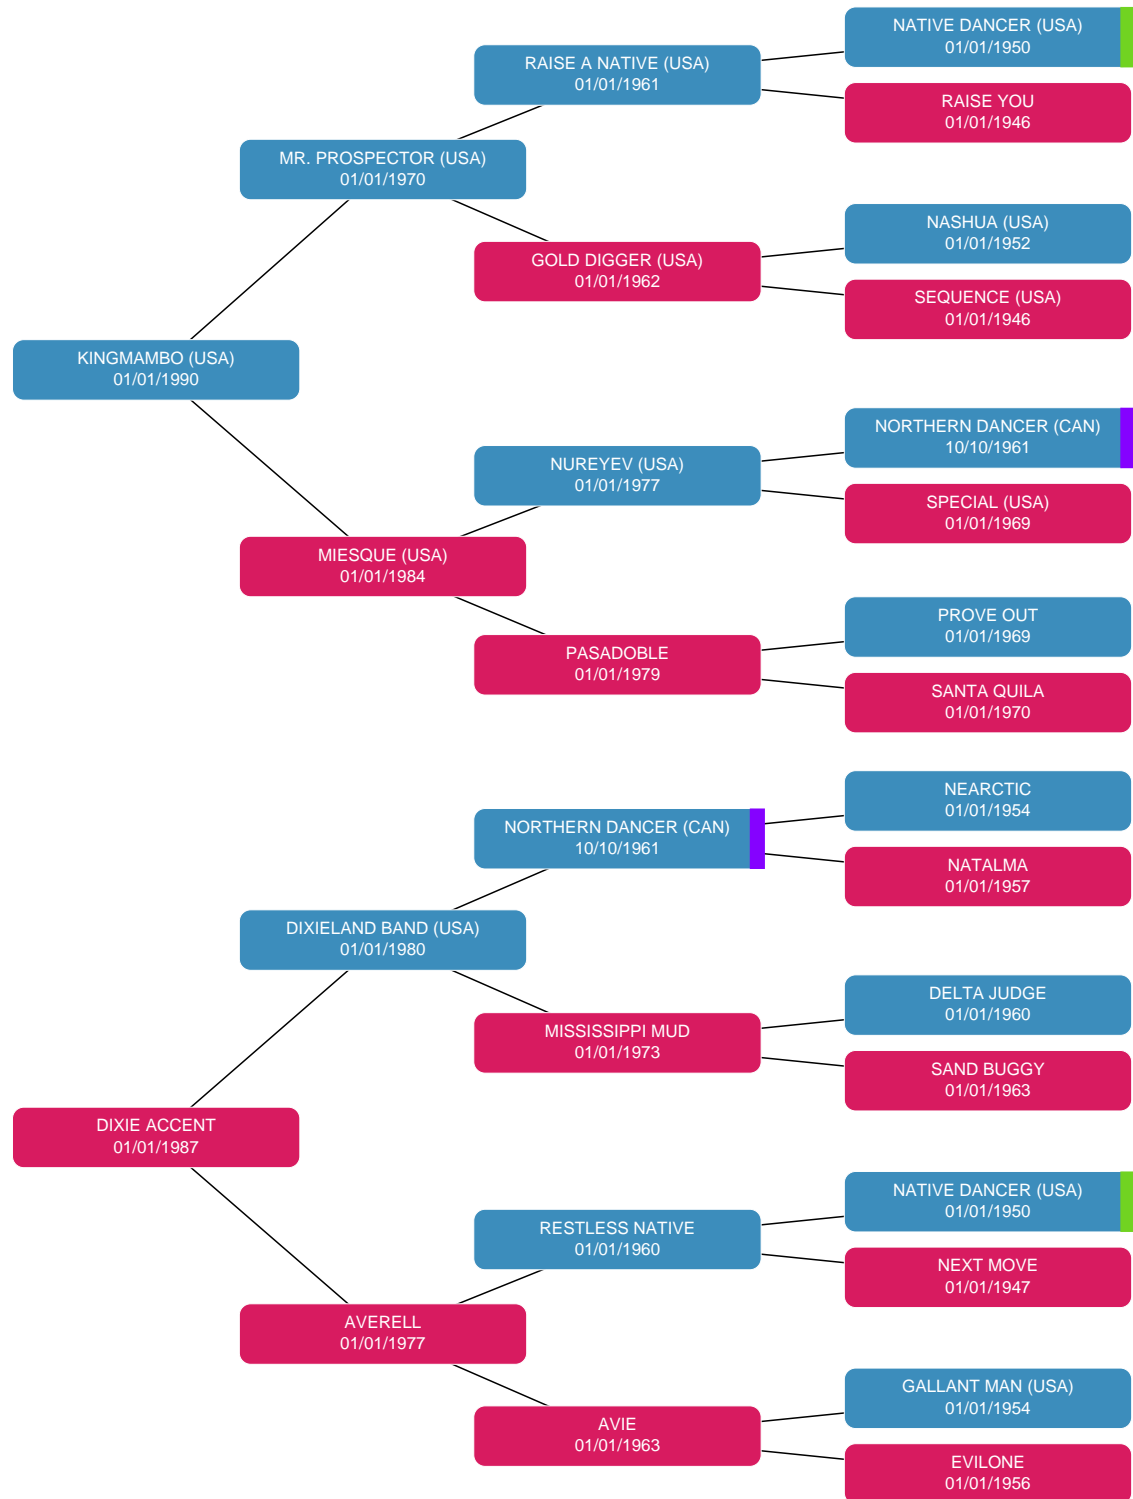 NATIVE DANCER (USA)
01/01/1950
RAISE A NATIVE (USA)
01/01/1961
RAISE YOU
01/01/1946
MR. PROSPECTOR (USA)
01/01/1970
NASHUA (USA)
01/01/1952
GOLD DIGGER (USA)
01/01/1962
SEQUENCE (USA)
01/01/1946
KINGMAMBO (USA)
01/01/1990
NORTHERN DANCER (CAN)
10/10/1961
NUREYEV (USA)
01/01/1977
SPECIAL (USA)
01/01/1969
MIESQUE (USA)
01/01/1984
PROVE OUT
01/01/1969
PASADOBLE
01/01/1979
SANTA QUILA
01/01/1970
NEARCTIC
01/01/1954
NORTHERN DANCER (CAN)
10/10/1961
NATALMA
01/01/1957
DIXIELAND BAND (USA)
01/01/1980
DELTA JUDGE
01/01/1960
MISSISSIPPI MUD
01/01/1973
SAND BUGGY
01/01/1963
DIXIE ACCENT
01/01/1987
NATIVE DANCER (USA)
01/01/1950
RESTLESS NATIVE
01/01/1960
NEXT MOVE
01/01/1947
AVERELL
01/01/1977
GALLANT MAN (USA)
01/01/1954
AVIE
01/01/1963
EVILONE
01/01/1956